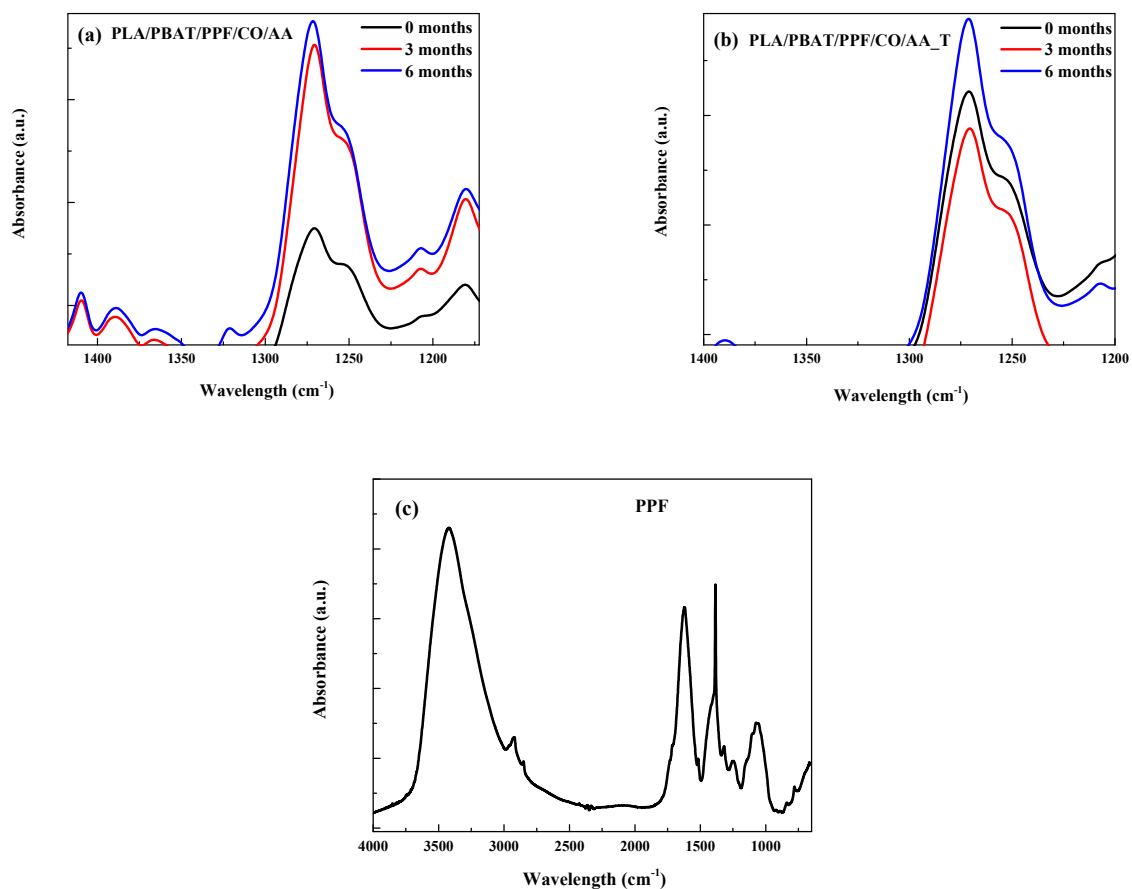 (a) PLA/PBAT/PPF/CO/AA
0 months
3 months
6 months
Absorbance (a.u.)
1400 1350 1300 1250 1200
Wavelength (cm-1)
(b) PLA/PBAT/PPF/CO/AA_T
0 months
3 months
6 months
Absorbance (a.u.)
1400 1350 1300 1250 1200
Wavelength (cm-1)
(c) PPF
Absorbance (a.u.)
4000 3500 3000 2500 2000 1500 1000
Wavelength (cm-1)